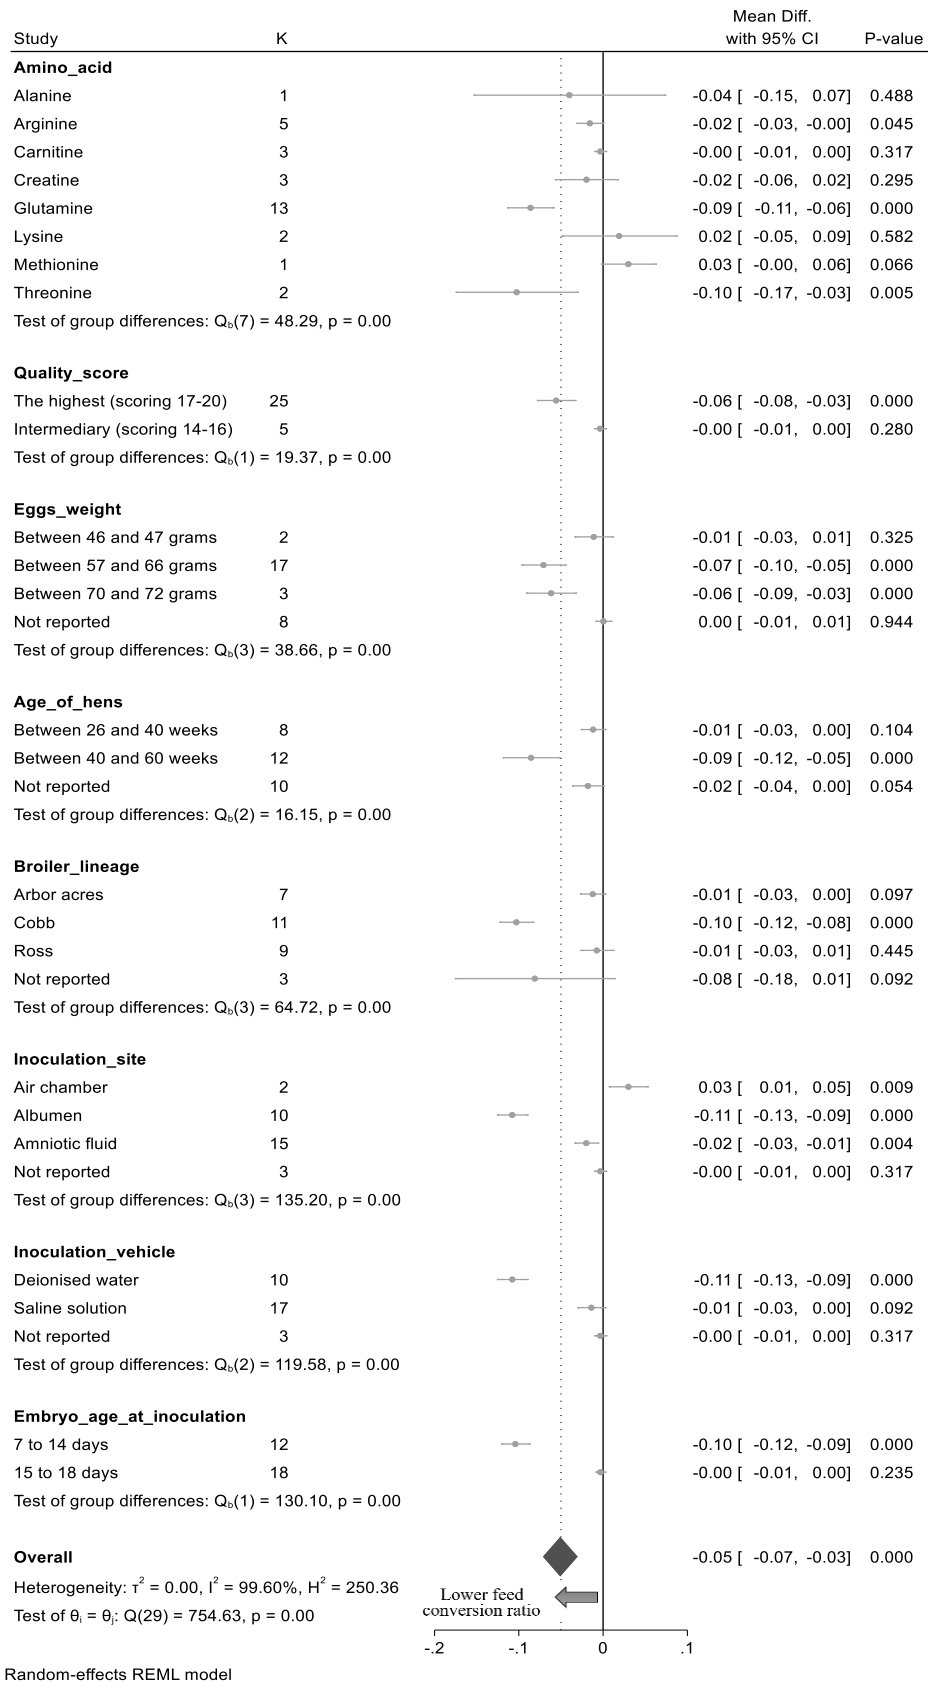 Mean Diff.
Study K with 95% CI P-value
Amino_acid
Alanine 1 -0.04 [ -0.15, 0.07] 0.488
Arginine 5 -0.02 [ -0.03, -0.00] 0.045
Carnitine 3 -0.00 [ -0.01, 0.00] 0.317
Creatine 3 -0.02 [ -0.06, 0.02] 0.295
Glutamine 13 -0.09 [ -0.11, -0.06] 0.000
Lysine 2 0.02 [ -0.05, 0.09] 0.582
Methionine 1 0.03 [ -0.00, 0.06] 0.066
Threonine 2 -0.10 [ -0.17, -0.03] 0.005
Test of group differences: Q_b(7) = 48.29, p = 0.00
Quality_score
The highest (scoring 17-20) 25 -0.06 [ -0.08, -0.03] 0.000
Intermediary (scoring 14-16) 5 -0.00 [ -0.01, 0.00] 0.280
Test of group differences: Q_b(1) = 19.37, p = 0.00
Eggs_weight
Between 46 and 47 grams 2 -0.01 [ -0.03, 0.01] 0.325
Between 57 and 66 grams 17 -0.07 [ -0.10, -0.05] 0.000
Between 70 and 72 grams 3 -0.06 [ -0.09, -0.03] 0.000
Not reported 8 0.00 [ -0.01, 0.01] 0.944
Test of group differences: Q_b(3) = 38.66, p = 0.00
Age_of_hens
Between 26 and 40 weeks 8 -0.01 [ -0.03, 0.00] 0.104
Between 40 and 60 weeks 12 -0.09 [ -0.12, -0.05] 0.000
Not reported 10 -0.02 [ -0.04, 0.00] 0.054
Test of group differences: Q_b(2) = 16.15, p = 0.00
Broiler_lineage
Arbor acres 7 -0.01 [ -0.03, 0.00] 0.097
Cobb 11 -0.10 [ -0.12, -0.08] 0.000
Ross 9 -0.01 [ -0.03, 0.01] 0.445
Not reported 3 -0.08 [ -0.18, 0.01] 0.092
Test of group differences: Q_b(3) = 64.72, p = 0.00
Inoculation_site
Air chamber 2 0.03 [ 0.01, 0.05] 0.009
Albumen 10 -0.11 [ -0.13, -0.09] 0.000
Amniotic fluid 15 -0.02 [ -0.03, -0.01] 0.004
Not reported 3 -0.00 [ -0.01, 0.00] 0.317
Test of group differences: Q_b(3) = 135.20, p = 0.00
Inoculation_vehicle
Deionised water 10 -0.11 [ -0.13, -0.09] 0.000
Saline solution 17 -0.01 [ -0.03, 0.00] 0.092
Not reported 3 -0.00 [ -0.01, 0.00] 0.317
Test of group differences: Q_b(2) = 119.58, p = 0.00
Embryo_age_at_inoculation
7 to 14 days 12 -0.10 [ -0.12, -0.09] 0.000
15 to 18 days 18 -0.00 [ -0.01, 0.00] 0.235
Test of group differences: Q_b(1) = 130.10, p = 0.00
Overall -0.05 [ -0.07, -0.03] 0.000
Heterogeneity: τ² = 0.00, I² = 99.60%, H² = 250.36
Lower feed
conversion ratio
Test of θᵢ = θⱼ: Q(29) = 754.63, p = 0.00
-.2 -.1 0 .1
Random-effects REML model